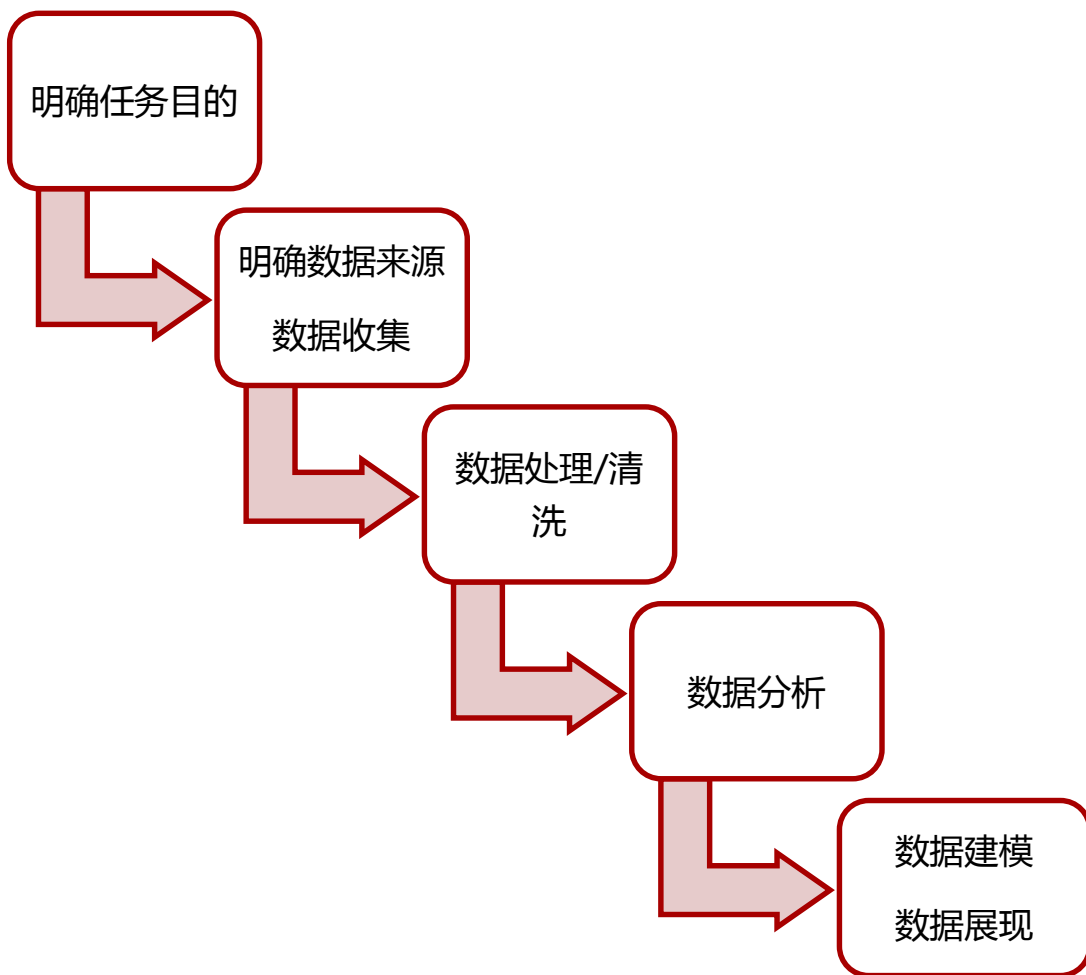 明确任务目的
明确数据来源
数据收集
数据处理/清
洗
数据分析
数据建模
数据展现